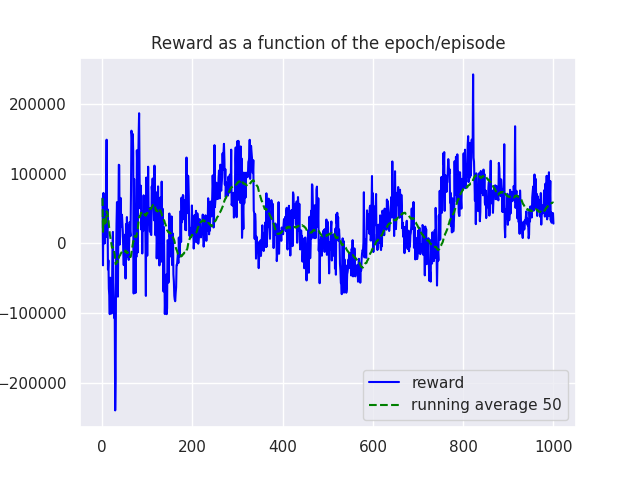 Reward as a function of the epoch/episode
200000
100000
0
−100000
−200000
0 200 400 600 800 1000
reward
running average 50